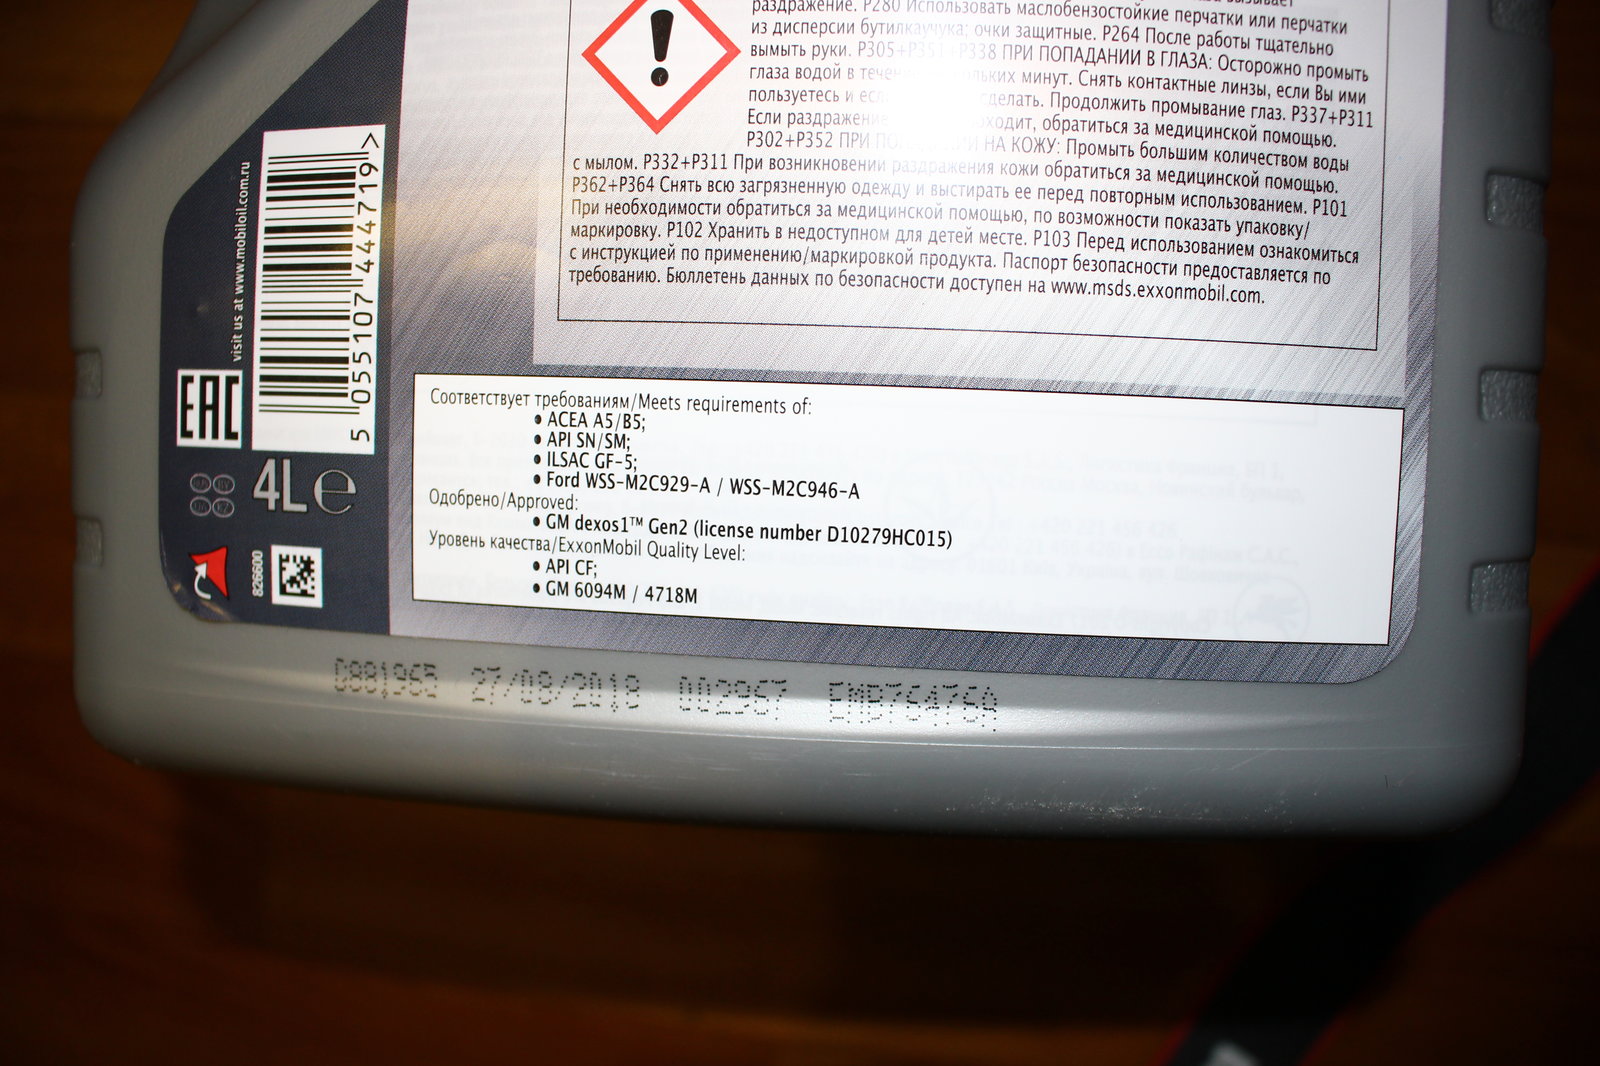 раздражение. P280 Использовать маслобензостойкие перчатки или перчатки
из дисперсии бутилкаучука; очки защитные. P264 После работы тщательно
вымыть руки. P305+P351+P338 ПРИ ПОПАДАНИИ В ГЛАЗА: Осторожно промыть
глаза водой в минут. Снять контактные линзы, если Вы ими
пользуетесь и Продолжить промывание глаз. P337+P311
Если обратиться за медицинской помощью.
P302+P352 ПРИ НА КОЖУ: Промыть большим количеством воды
с мылом. P332+P311 При возникновении раздражения кожи обратиться за медицинской помощью.
P362+P364 Снять всю загрязненную одежду и выстирать ее перед повторным использованием. P101
При необходимости обратиться за медицинской помощью, по возможности показать упаковку/
маркировку. P102 Хранить в недоступном для детей месте. P103 Перед использованием ознакомиться
с инструкцией по применению/маркировкой продукта. Паспорт безопасности предоставляется по
требованию. Бюллетень данных по безопасности доступен на www.msds.exxonmobil.com.
visit us at www.mobiloil.com.ru
5 055107 444719 >
EAC
4L e
826600
Соответствует требованиям/Meets requirements of:
• ACEA A5/B5;
• API SN/SM;
• ILSAC GF-5;
• Ford WSS-M2C929-A / WSS-M2C946-A
Одобрено/Approved:
• GM dexos1™ Gen2 (license number D10279HC015)
Уровень качества/ExxonMobil Quality Level:
• API CF;
• GM 6094M / 4718M
G881965 27/08/2018 002967 EMB76476A